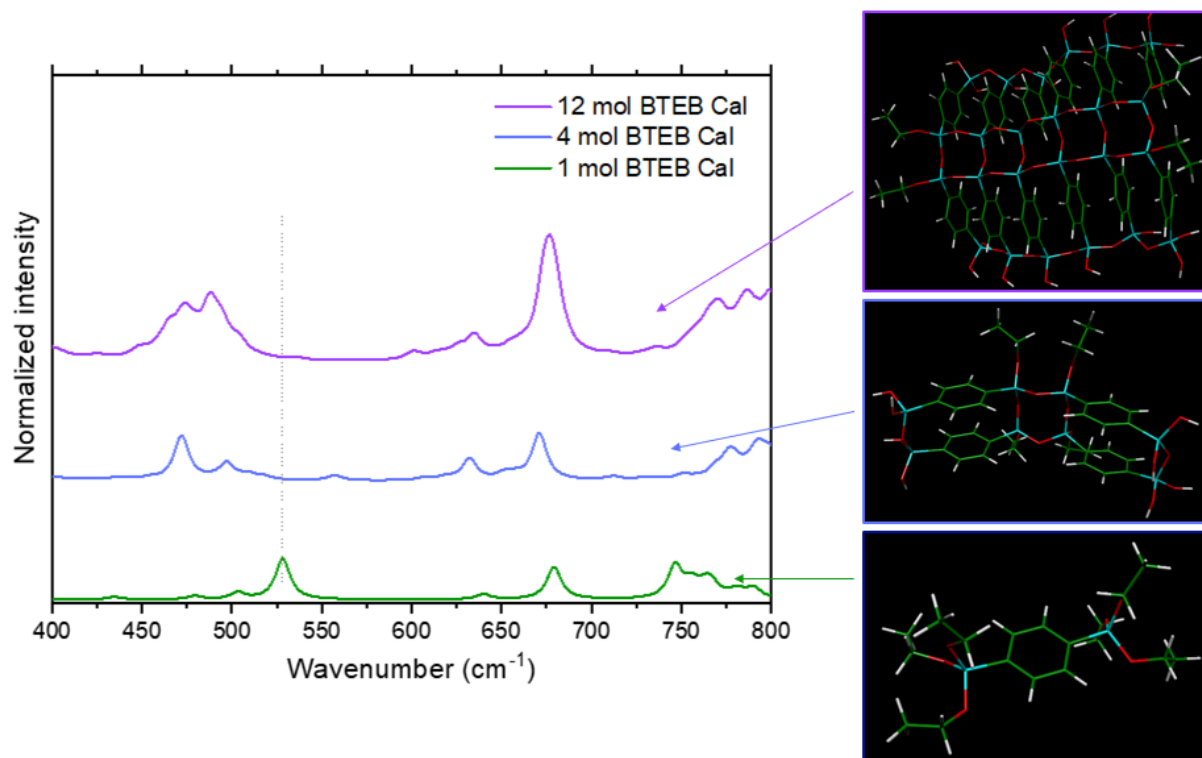 12 mol BTEB Cal
4 mol BTEB Cal
1 mol BTEB Cal
Normalized intensity
400 450 500 550 600 650 700 750 800
Wavenumber (cm⁻¹)